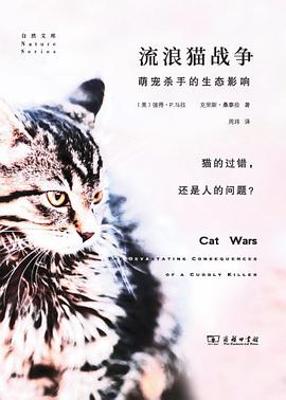 自然文库
Nature
Series
流浪猫战争
萌宠杀手的生态影响
（美）彼得·P.马拉 克里斯·桑泰拉 著
周玮 译
猫的过错，
还是人的问题？
Cat Wars
The Devastating Consequences
of a Cuddly Killer
商务印书馆
The Commercial Press